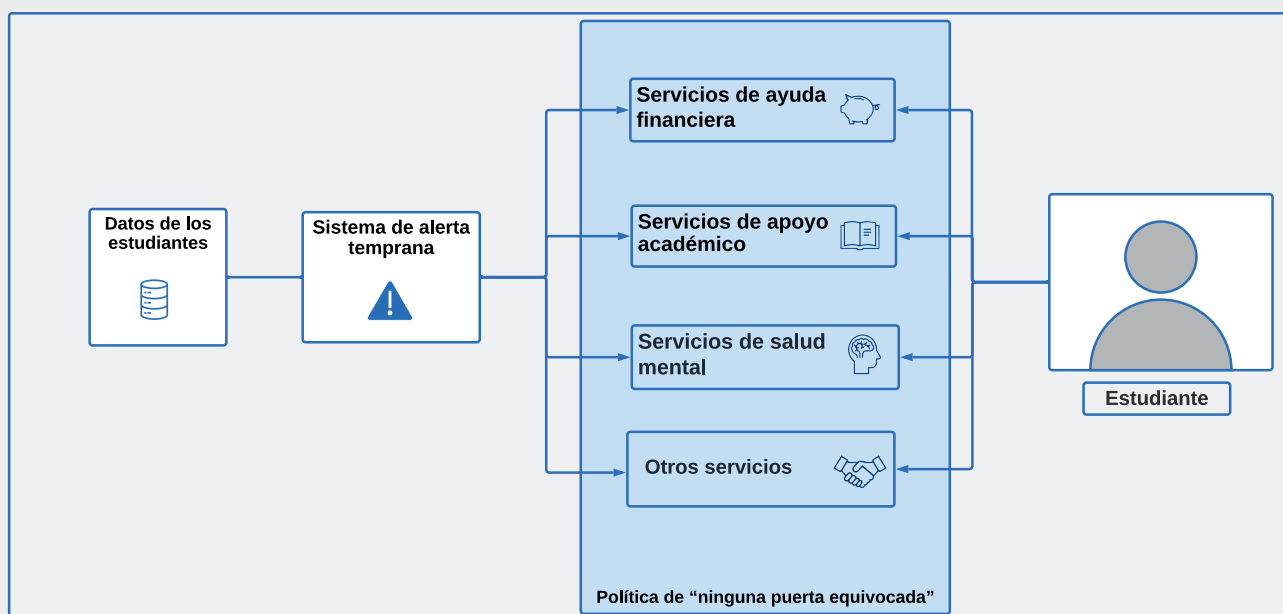 Datos de los
estudiantes
Sistema de alerta
temprana
Servicios de ayuda
financiera
Servicios de apoyo
académico
Servicios de salud
mental
Otros servicios
Política de “ninguna puerta equivocada”
Estudiante